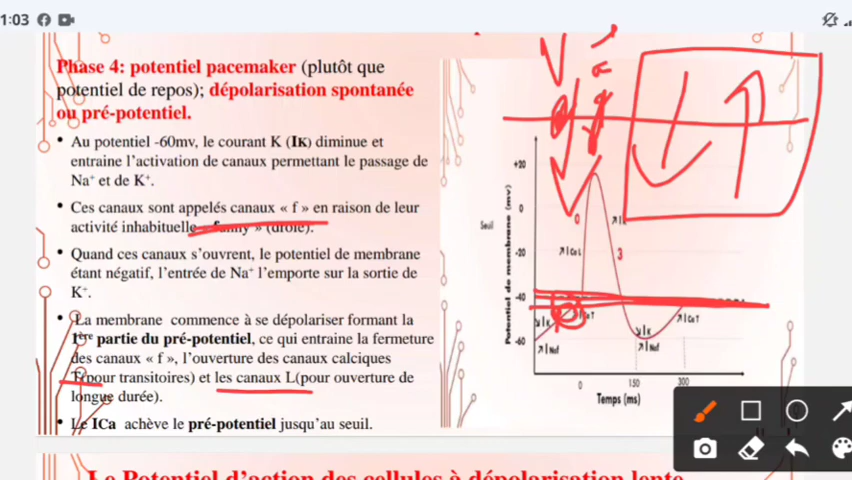 1:03
Phase 4: potentiel pacemaker (plutôt que
potentiel de repos); dépolarisation spontanée
ou pré-potentiel.
• Au potentiel -60mv, le courant K (IK) diminue et
entraine l'activation de canaux permettant le passage de
Na+ et de K+.
• Ces canaux sont appelés canaux « f » en raison de leur
activité inhabituelle « funny » (drôle).
• Quand ces canaux s'ouvrent, le potentiel de membrane
étant négatif, l'entrée de Na+ l'emporte sur la sortie de
K+.
• La membrane commence à se dépolariser formant la
1ère partie du pré-potentiel, ce qui entraine la fermeture
des canaux « f », l'ouverture des canaux calciques
T(pour transitoires) et les canaux L(pour ouverture de
longue durée).
• Le ICa achève le pré-potentiel jusqu'au seuil.
Potentiel de membrane (mv)
+20
0
-20
-40
-60
Seuil
0
3
↗I CaL
↗I K
↘I K
↗I Naf
↗I CaT
↘I K
↗I Naf
↗I CaT
0
150
300
Temps (ms)
Le Potentiel d'action des cellules à dépolarisation lente